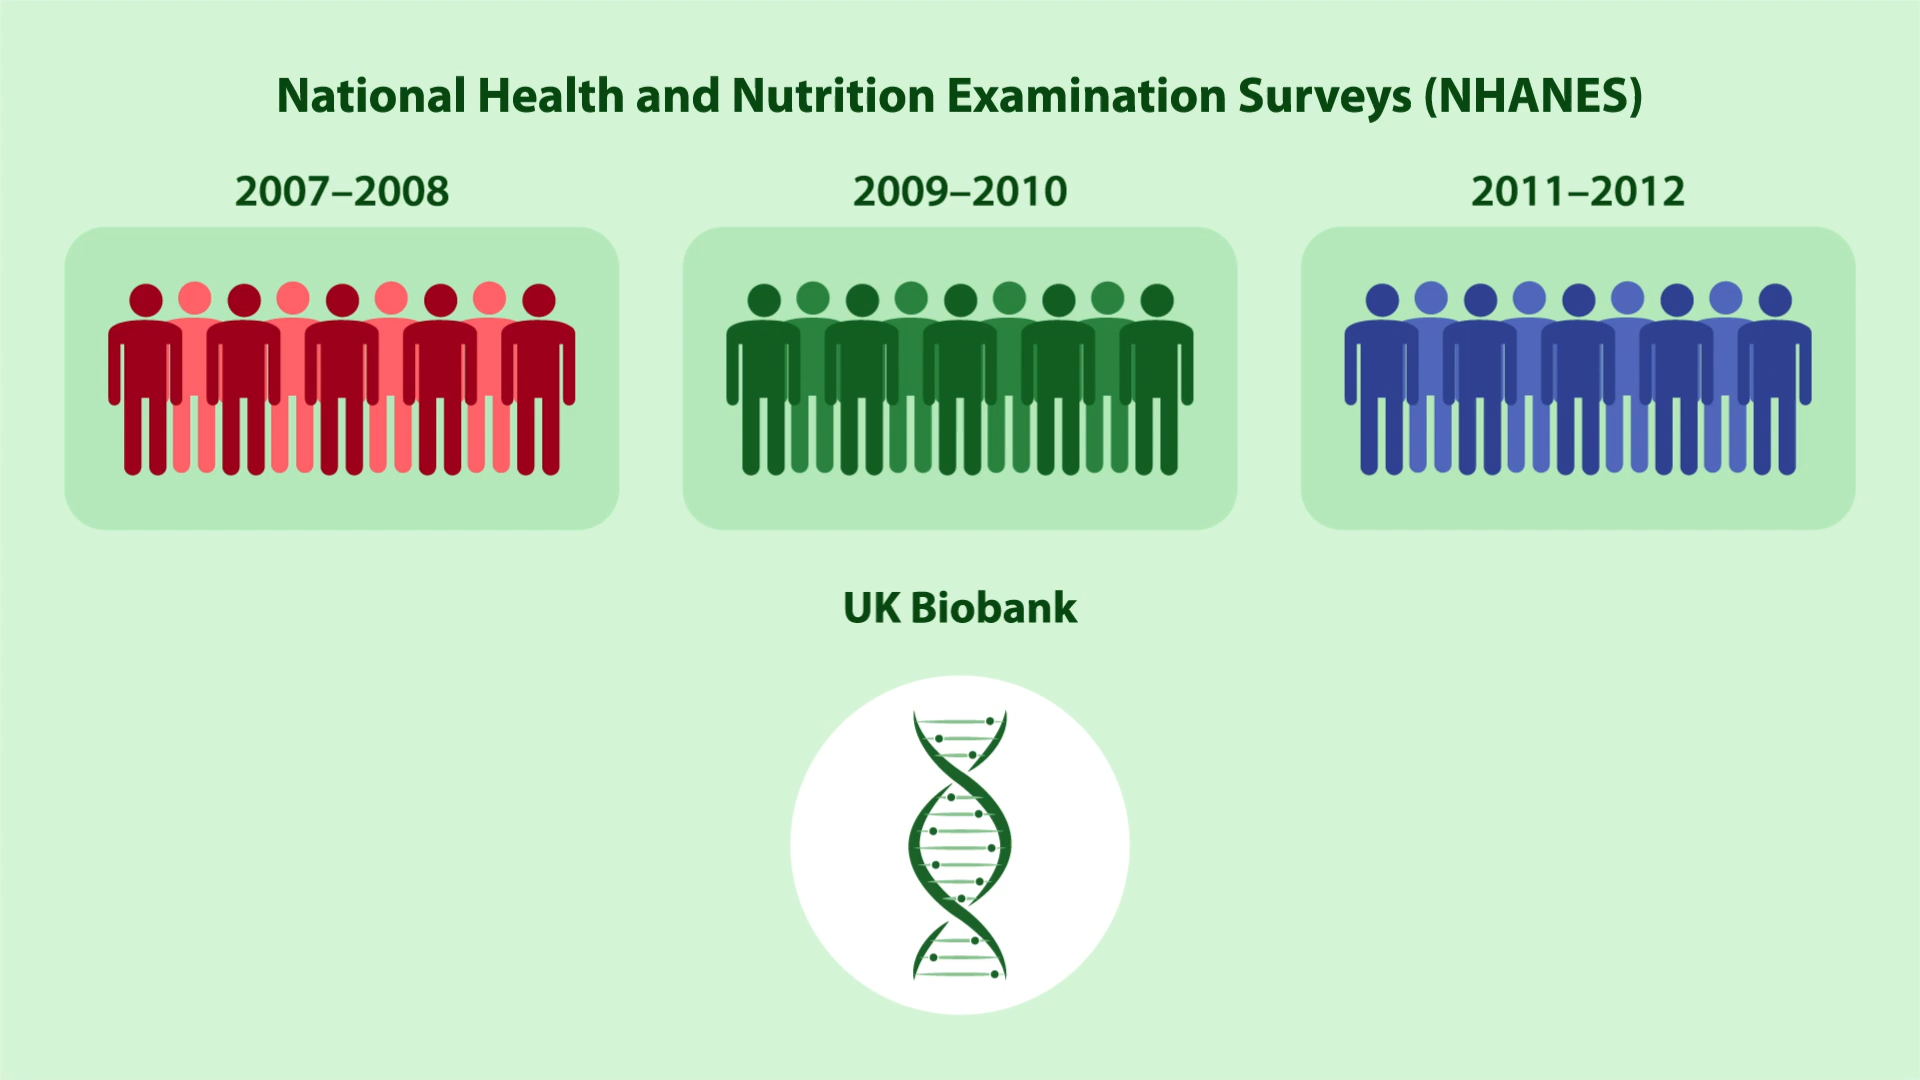 National Health and Nutrition Examination Surveys (NHANES)
2007–2008
2009–2010
2011–2012
UK Biobank